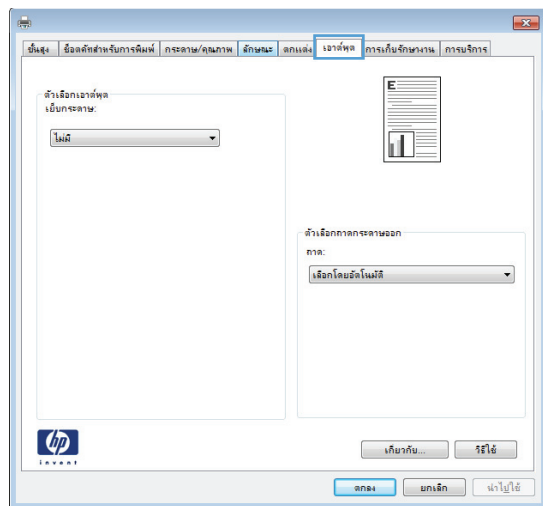 ขั้นสูง ช็อตคัทสำหรับการพิมพ์ กระดาษ/คุณภาพ ลักษณะ ตกแต่ง เอาต์พุต การเก็บรักษางาน การบริการ
E
ตัวเลือกเอาต์พุต
เย็บกระดาษ:
ไม่มี
ตัวเลือกถาดกระดาษออก
ถาด:
เลือกโดยอัตโนมัติ
hp
invent
เกี่ยวกับ... วิธีใช้
ตกลง ยกเลิก นำไปใช้